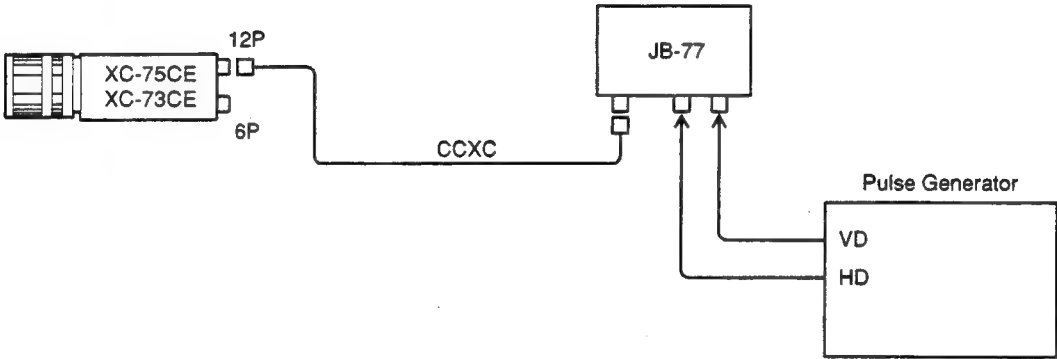 12P
XC-75CE
XC-73CE
6P
CCXC
JB-77
Pulse Generator
VD
HD